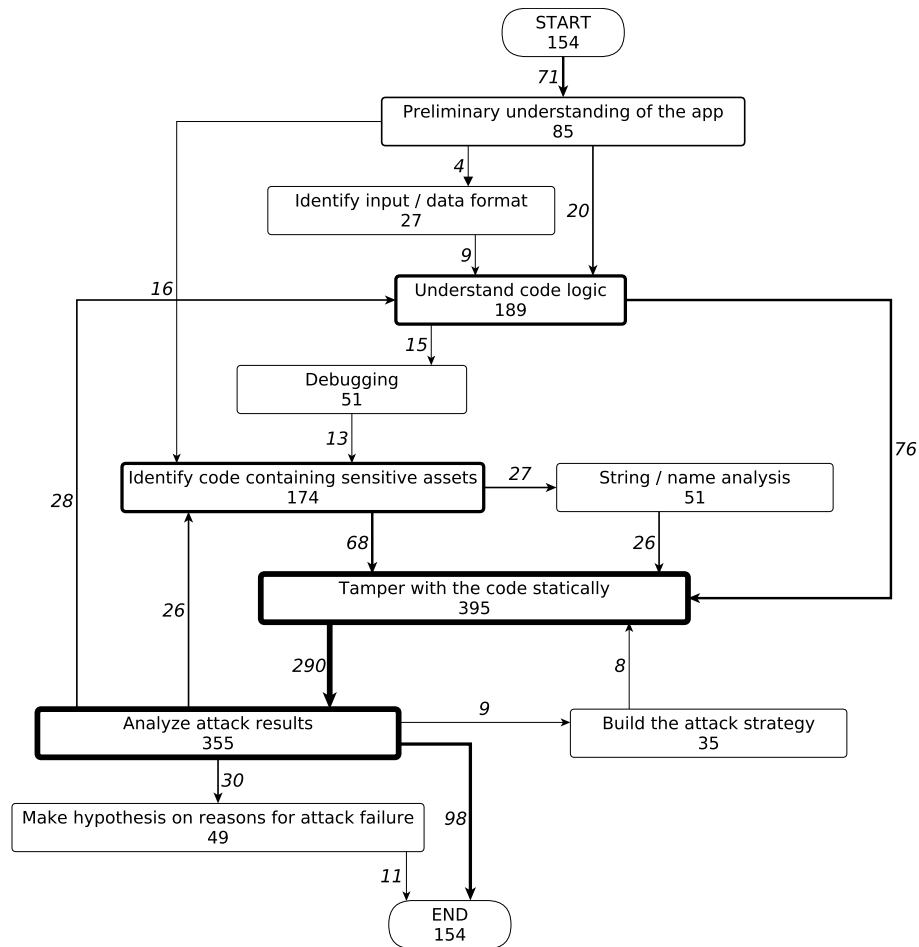 START
154
71
Preliminary understanding of the app
85
4
20
Identify input / data format
27
9
16
Understand code logic
189
15
Debugging
51
13
76
Identify code containing sensitive assets
174
27
String / name analysis
51
28
68
26
Tamper with the code statically
395
26
290
8
Analyze attack results
355
9
Build the attack strategy
35
30
98
Make hypothesis on reasons for attack failure
49
11
END
154